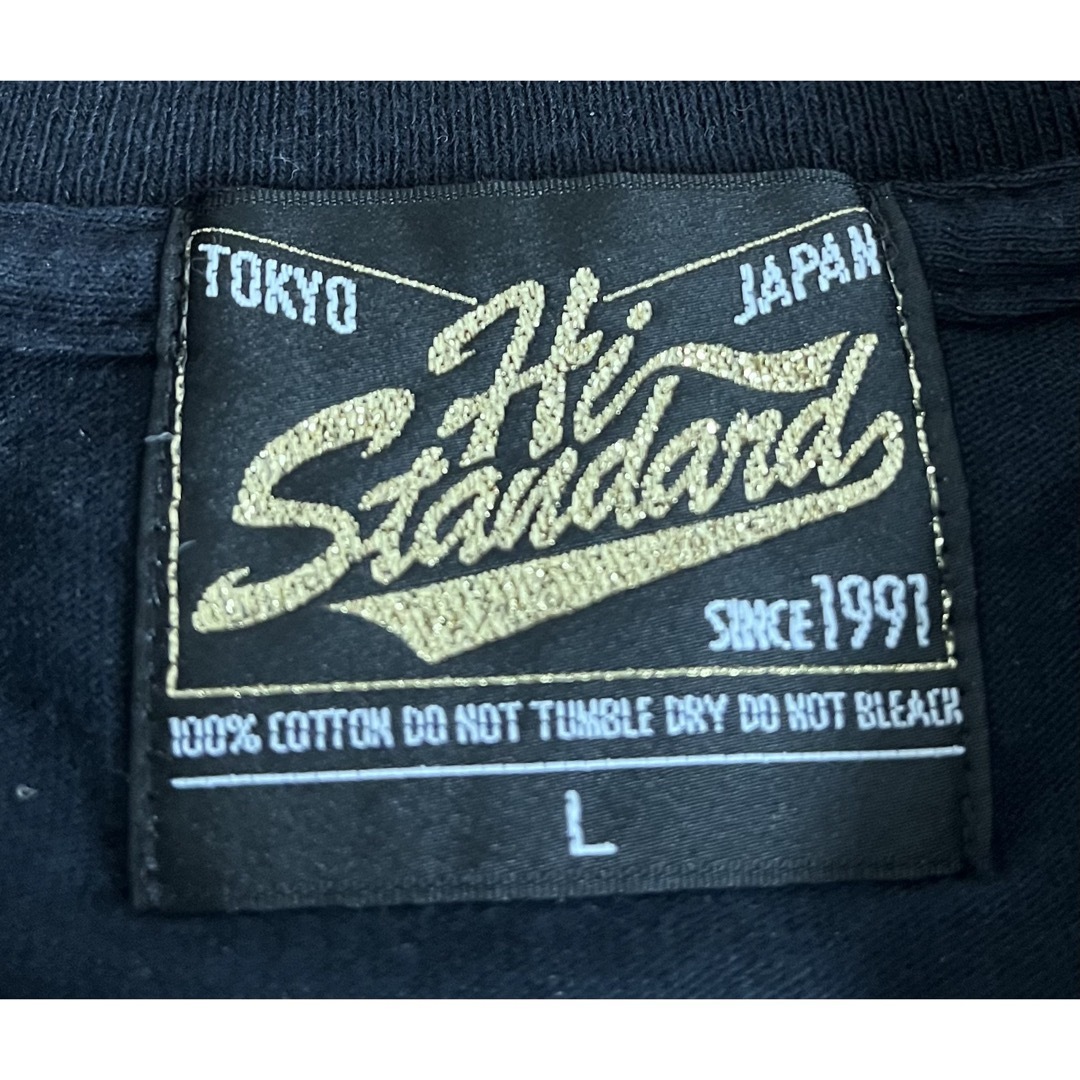 TOKYO
JAPAN
Hi
Standard
SINCE 1991
100% COTTON DO NOT TUMBLE DRY DO NOT BLEACH
L